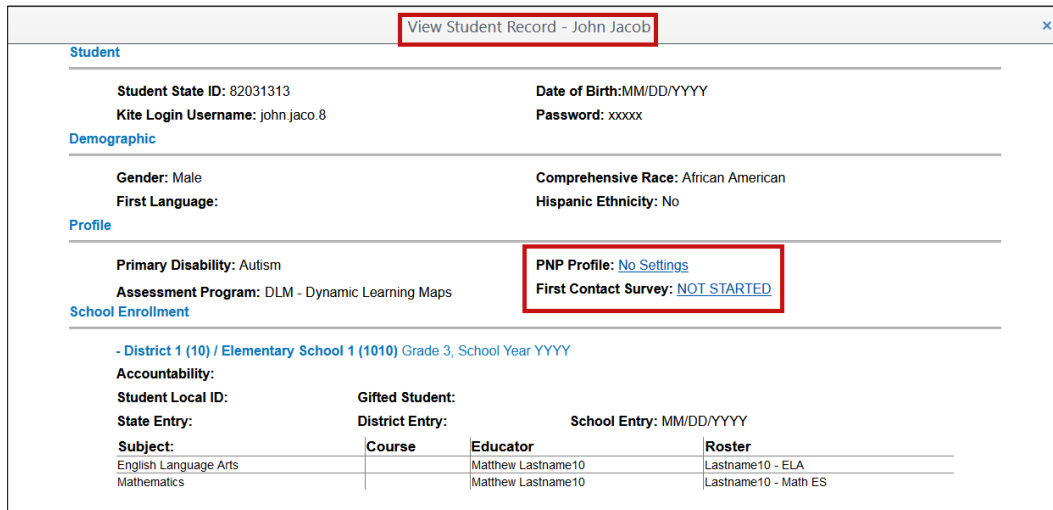 View Student Record - John Jacob ×
Student
Student State ID: 82031313 Date of Birth:MM/DD/YYYY
Kite Login Username: john.jaco.8 Password: xxxxx
Demographic
Gender: Male Comprehensive Race: African American
First Language: Hispanic Ethnicity: No
Profile
Primary Disability: Autism PNP Profile: No Settings
Assessment Program: DLM - Dynamic Learning Maps First Contact Survey: NOT STARTED
School Enrollment
- District 1 (10) / Elementary School 1 (1010) Grade 3, School Year YYYY
Accountability:
Student Local ID: Gifted Student:
State Entry: District Entry: School Entry: MM/DD/YYYY
Subject: Course Educator Roster
English Language Arts Matthew Lastname10 Lastname10 - ELA
Mathematics Matthew Lastname10 Lastname10 - Math ES